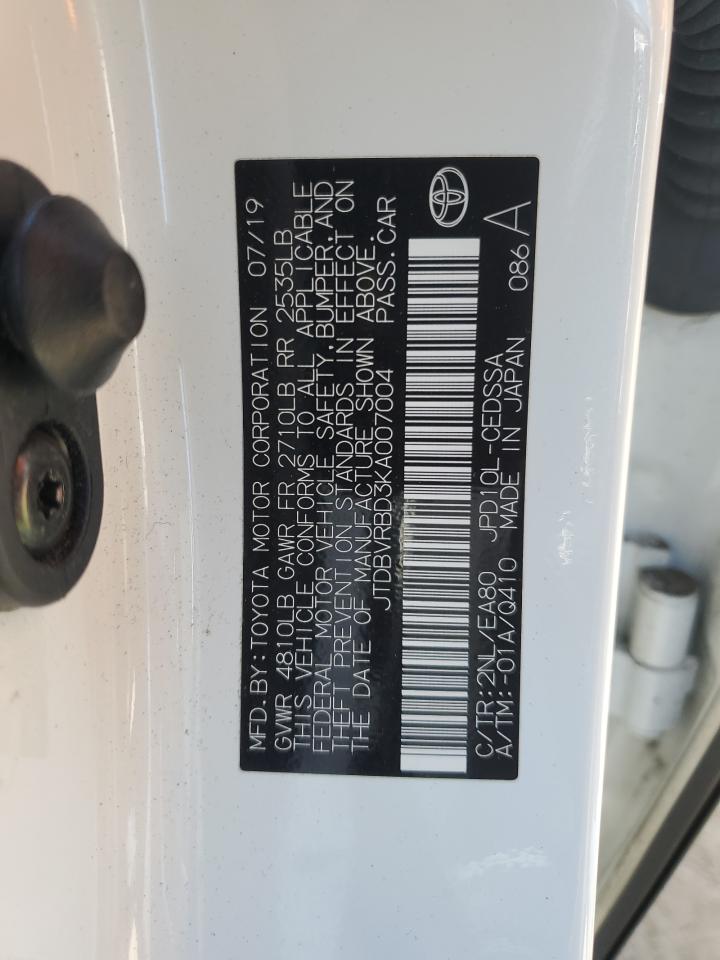 MFD. BY: TOYOTA MOTOR CORPORATION 07/19
GVWR 4810LB GAWR FR 2710LB RR 2535LB
THIS VEHICLE CONFORMS TO ALL APPLICABLE
FEDERAL MOTOR VEHICLE SAFETY, BUMPER, AND
THEFT PREVENTION STANDARDS IN EFFECT ON
THE DATE OF MANUFACTURE SHOWN ABOVE.
JTDBVRBD3KA007004 PASS. CAR
C/TR: 2NL/EA80 JPD10L-CEDSSA
A/TM: -01A/Q410 MADE IN JAPAN 086 A